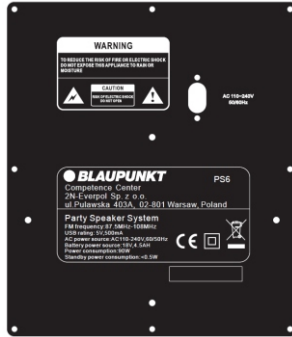 WARNING
TO REDUCE THE RISK OF FIRE OR ELECTRIC SHOCK
DO NOT EXPOSE THIS APPLIANCE TO RAIN OR
MOISTURE
CAUTION
RISK OF ELECTRIC SHOCK
DO NOT OPEN
AC 110-240V
50/60Hz
BLAUPUNKT
PS6
Competence Center
2N-Everpol Sp. z o.o.
ul.Pulawska 403A, 02-801 Warsaw, Poland
Party Speaker System
FM frequency:87.5MHz-108MHz
USB rating: 5V,500mA
AC power source:AC110-240V,60/50Hz
Battery power source:18V,4.5AH
Power consumption:90W
Standby power consumption:<0.5W
CE